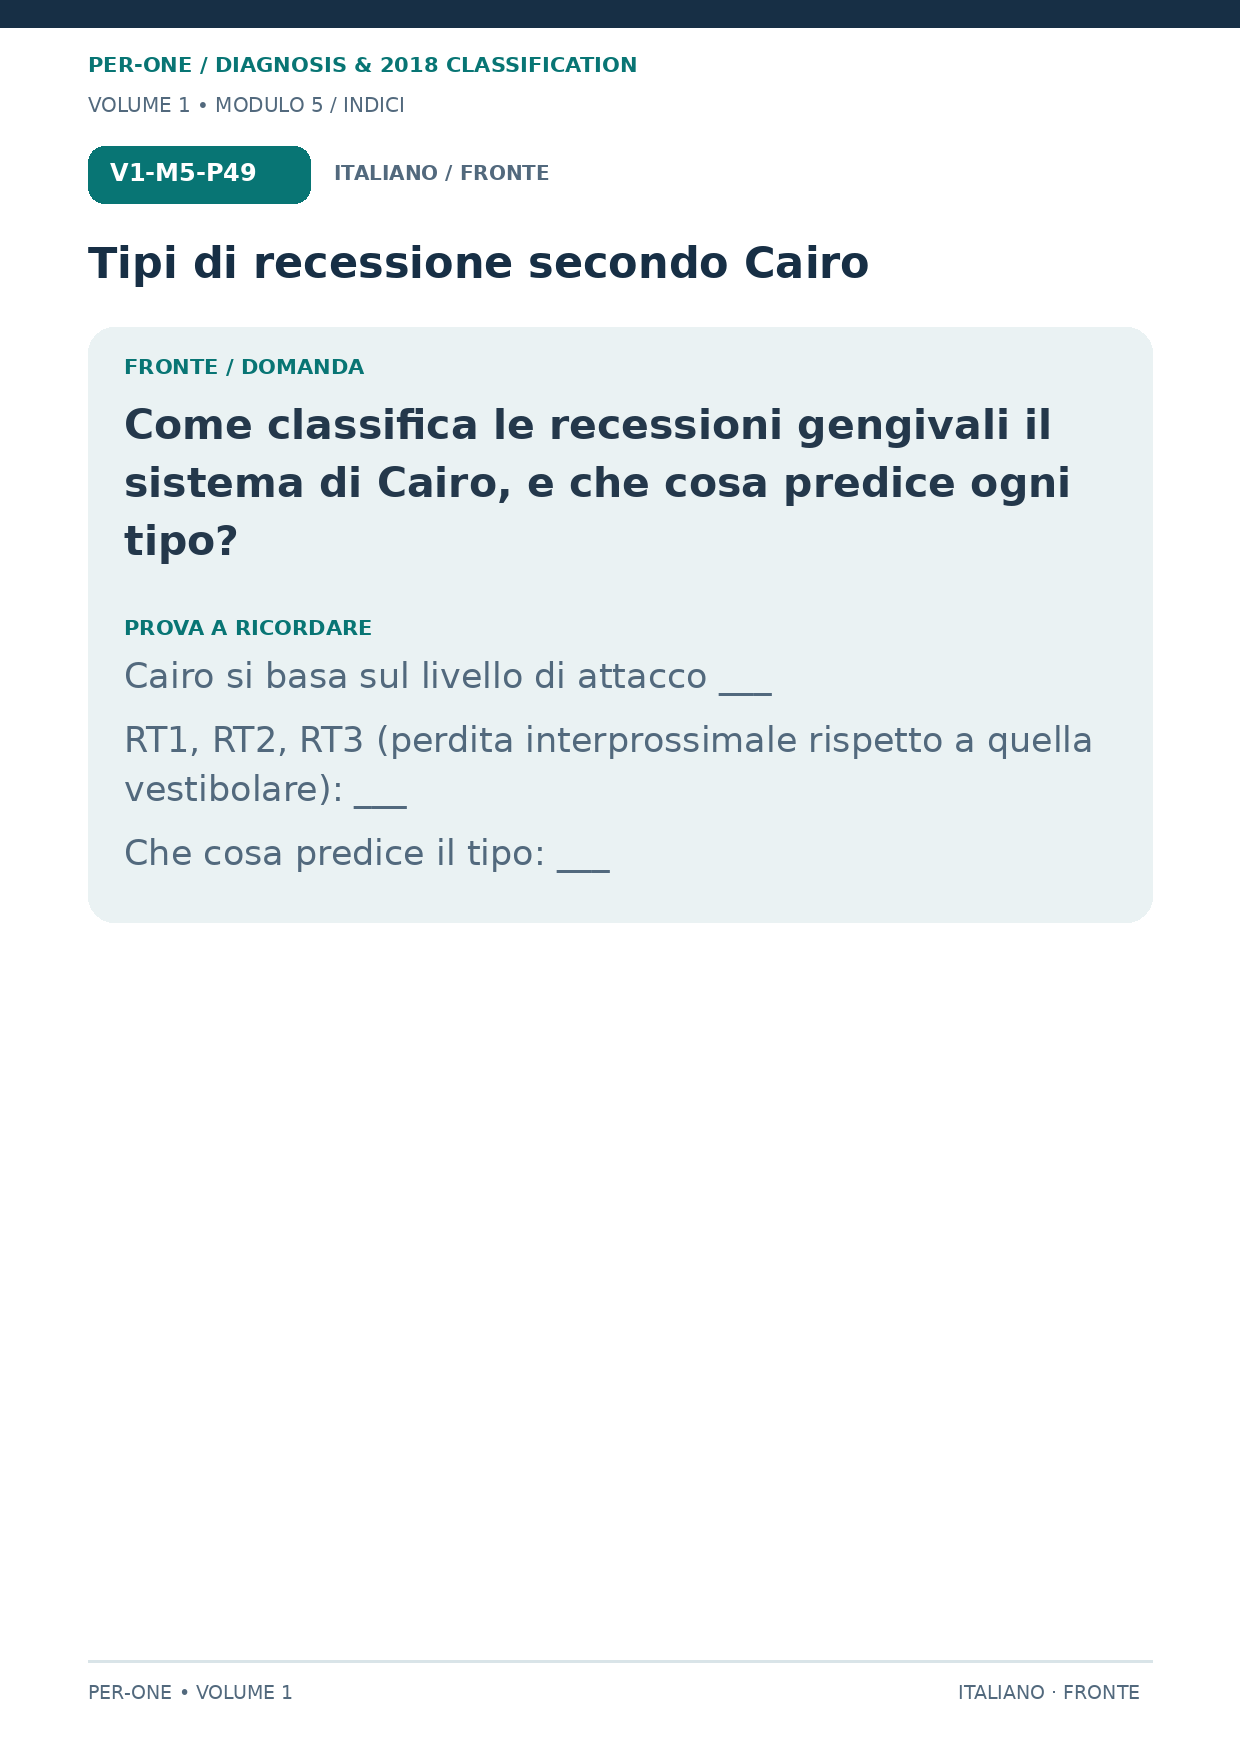 PER-ONE / DIAGNOSIS & 2018 CLASSIFICATION
VOLUME 1 • MODULO 5 / INDICI
V1-M5-P49
ITALIANO / FRONTE
Tipi di recessione secondo Cairo
FRONTE / DOMANDA
Come classifica le recessioni gengivali il
sistema di Cairo, e che cosa predice ogni
tipo?
PROVA A RICORDARE
Cairo si basa sul livello di attacco ___
RT1, RT2, RT3 (perdita interprossimale rispetto a quella
vestibolare): ___
Che cosa predice il tipo: ___
PER-ONE • VOLUME 1
ITALIANO · FRONTE